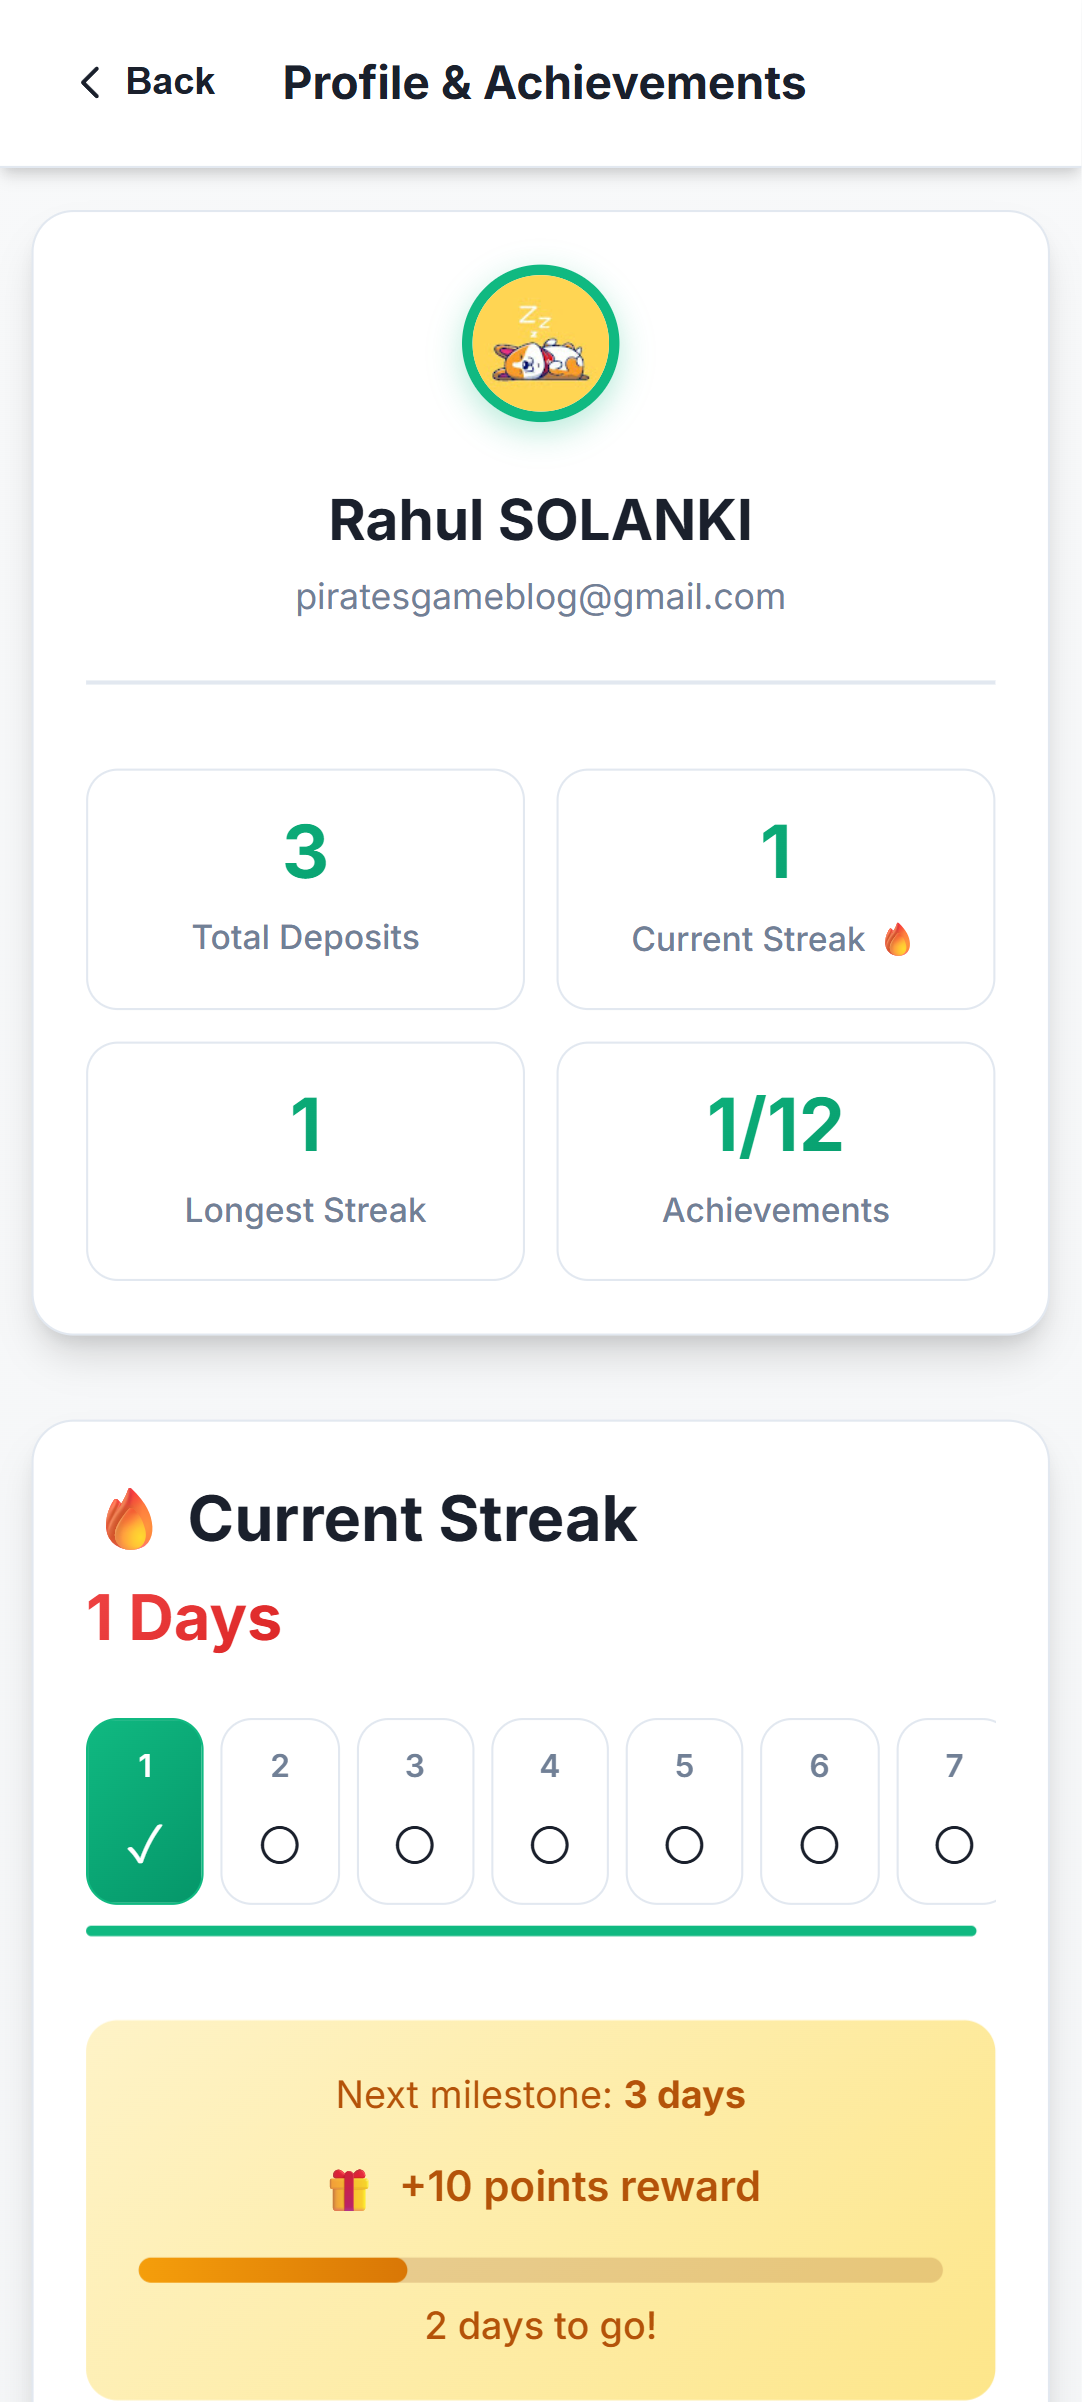 Back
Profile & Achievements
Zzz
Rahul SOLANKI
piratesgameblog@gmail.com
3
Total Deposits
1
Current Streak 🔥
1
Longest Streak
1/12
Achievements
🔥 Current Streak
1 Days
1 2 3 4 5 6 7
✓ ○ ○ ○ ○ ○ ○
Next milestone: 3 days
🎁 +10 points reward
2 days to go!